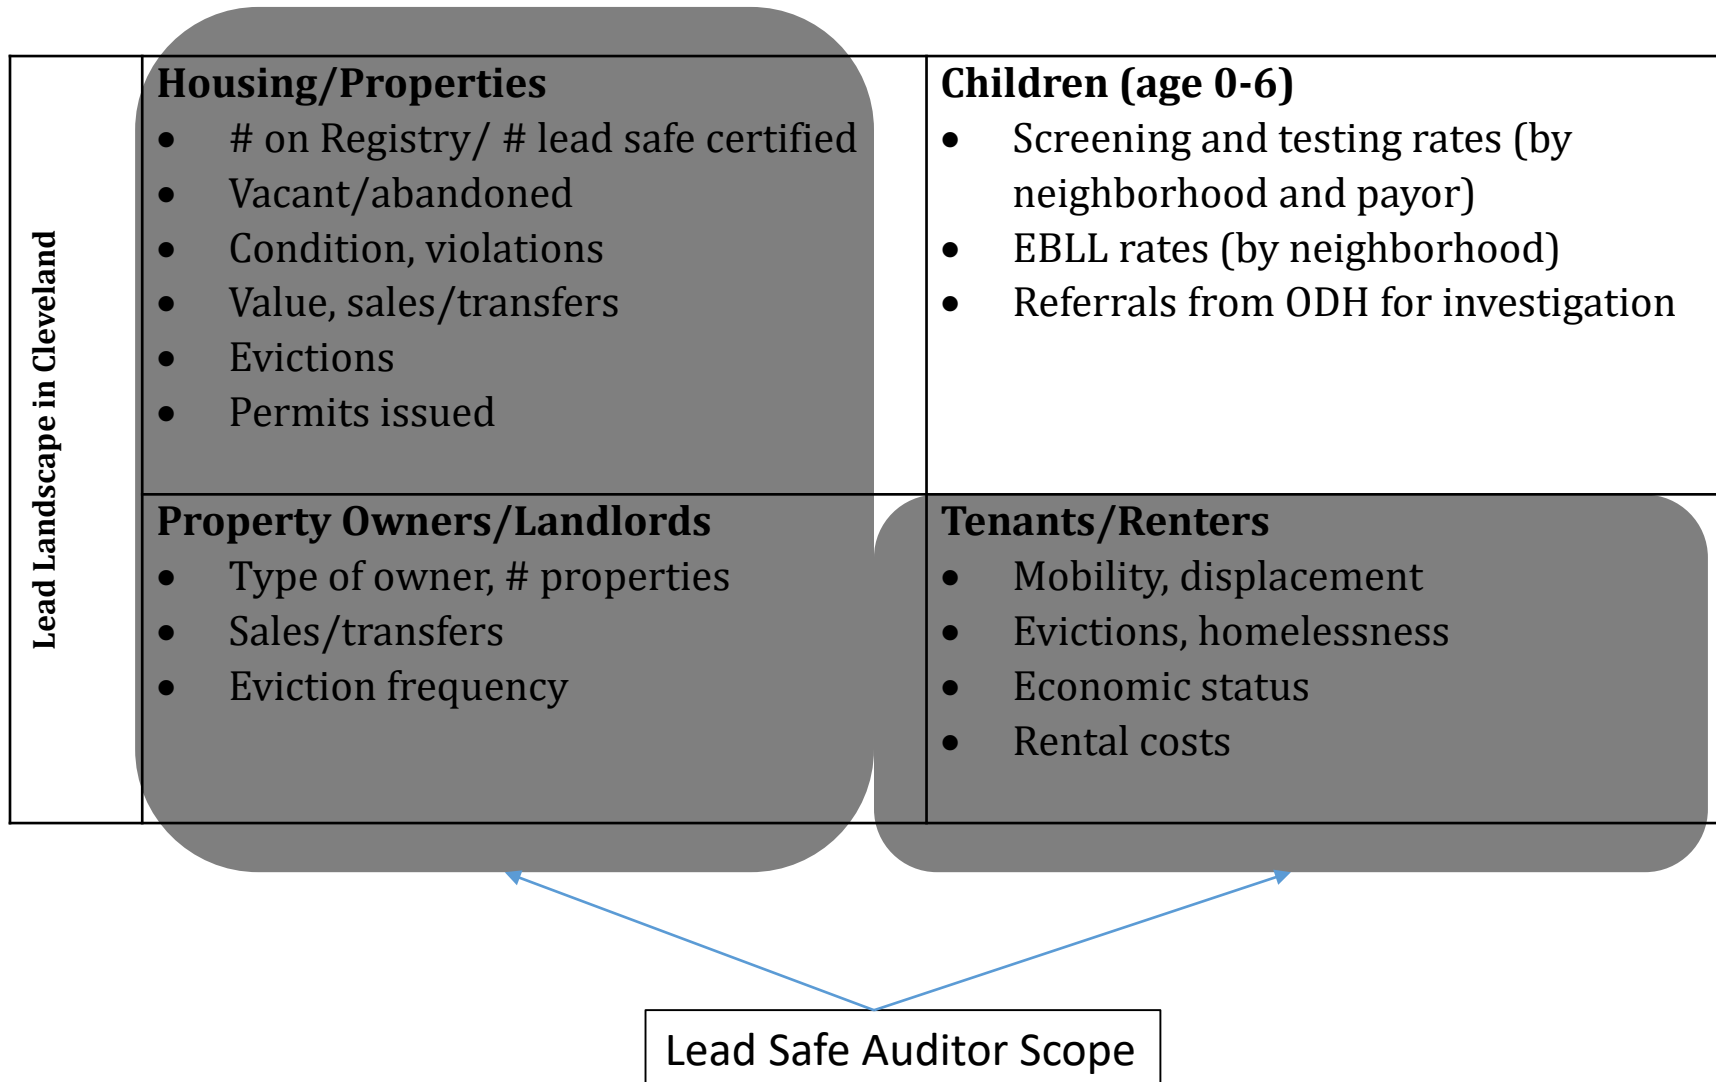 Lead Landscape in Cleveland
Housing/Properties
• # on Registry/ # lead safe certified
• Vacant/abandoned
• Condition, violations
• Value, sales/transfers
• Evictions
• Permits issued
Children (age 0-6)
• Screening and testing rates (by
neighborhood and payor)
• EBLL rates (by neighborhood)
• Referrals from ODH for investigation
Property Owners/Landlords
• Type of owner, # properties
• Sales/transfers
• Eviction frequency
Tenants/Renters
• Mobility, displacement
• Evictions, homelessness
• Economic status
• Rental costs
Lead Safe Auditor Scope